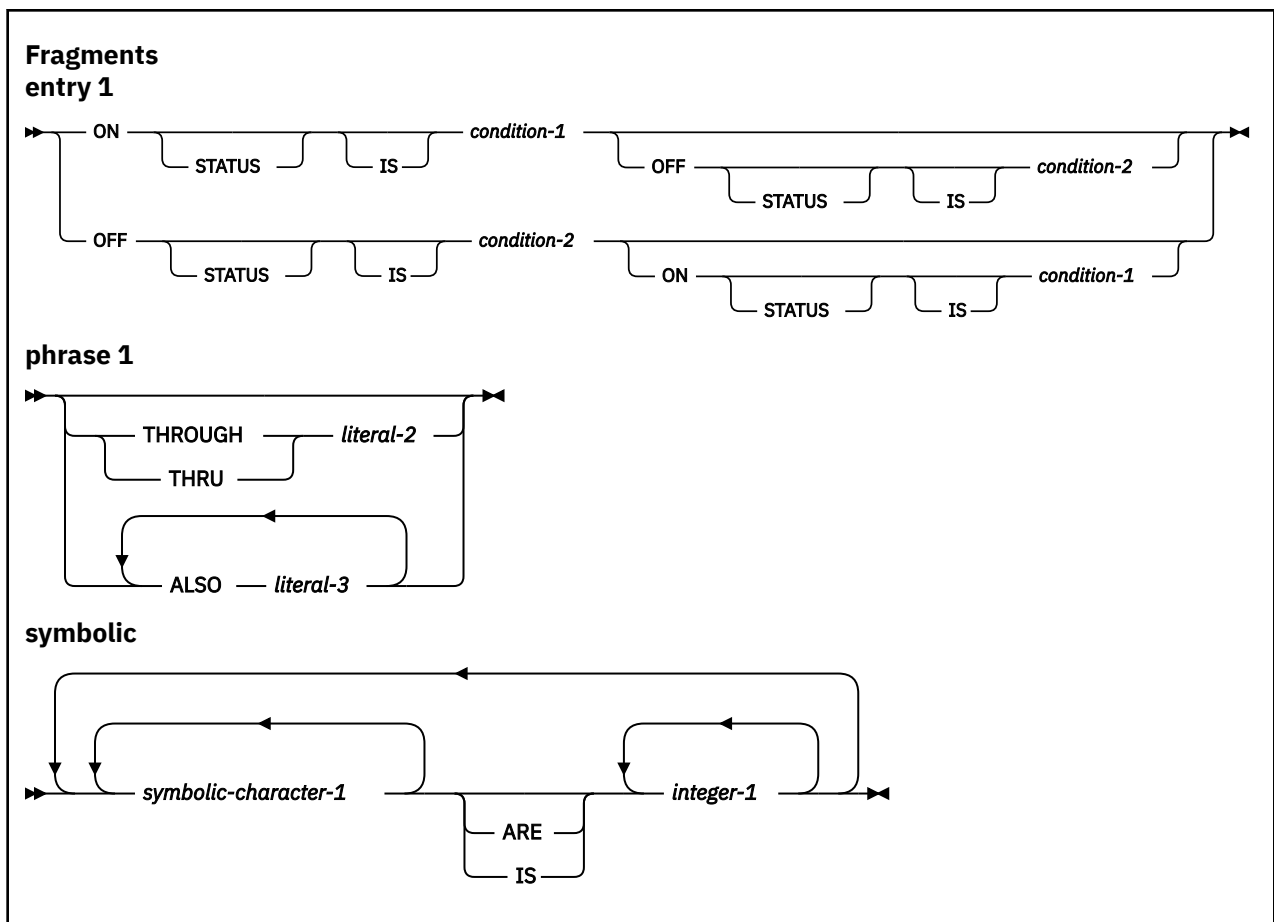 Fragments
entry 1
ON condition-1
STATUS IS OFF condition-2
STATUS IS
OFF condition-2
STATUS IS ON condition-1
STATUS IS
phrase 1
THROUGH literal-2
THRU
ALSO literal-3
symbolic
symbolic-character-1 integer-1
ARE
IS